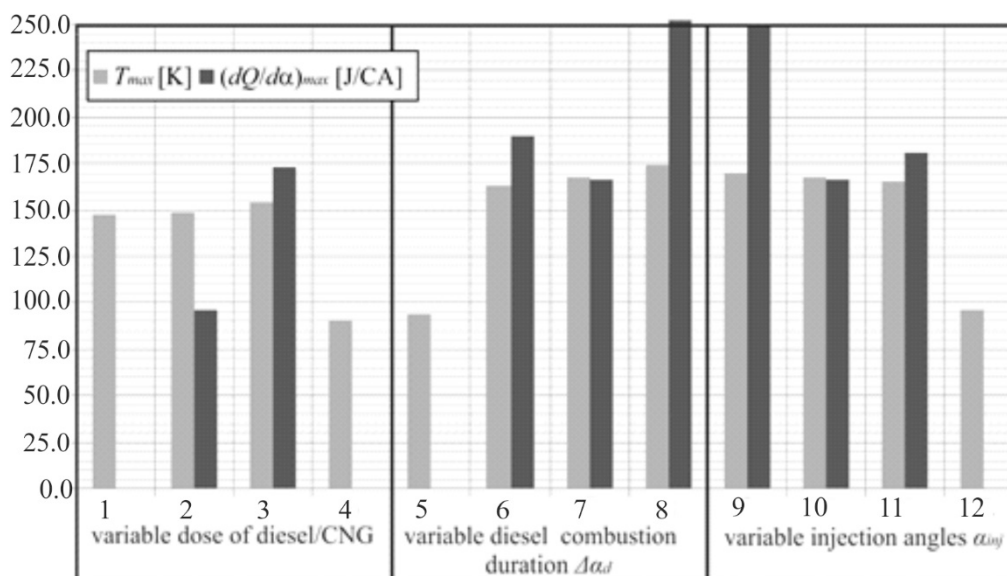 250.0
225.0
200.0
175.0
150.0
125.0
100.0
75.0
50.0
25.0
0.0
Tmax [K] (dQ/dα)max [J/CA]
1 2 3 4 5 6 7 8 9 10 11 12
variable dose of diesel/CNG
variable diesel combustion
duration Δαd
variable injection angles αinj